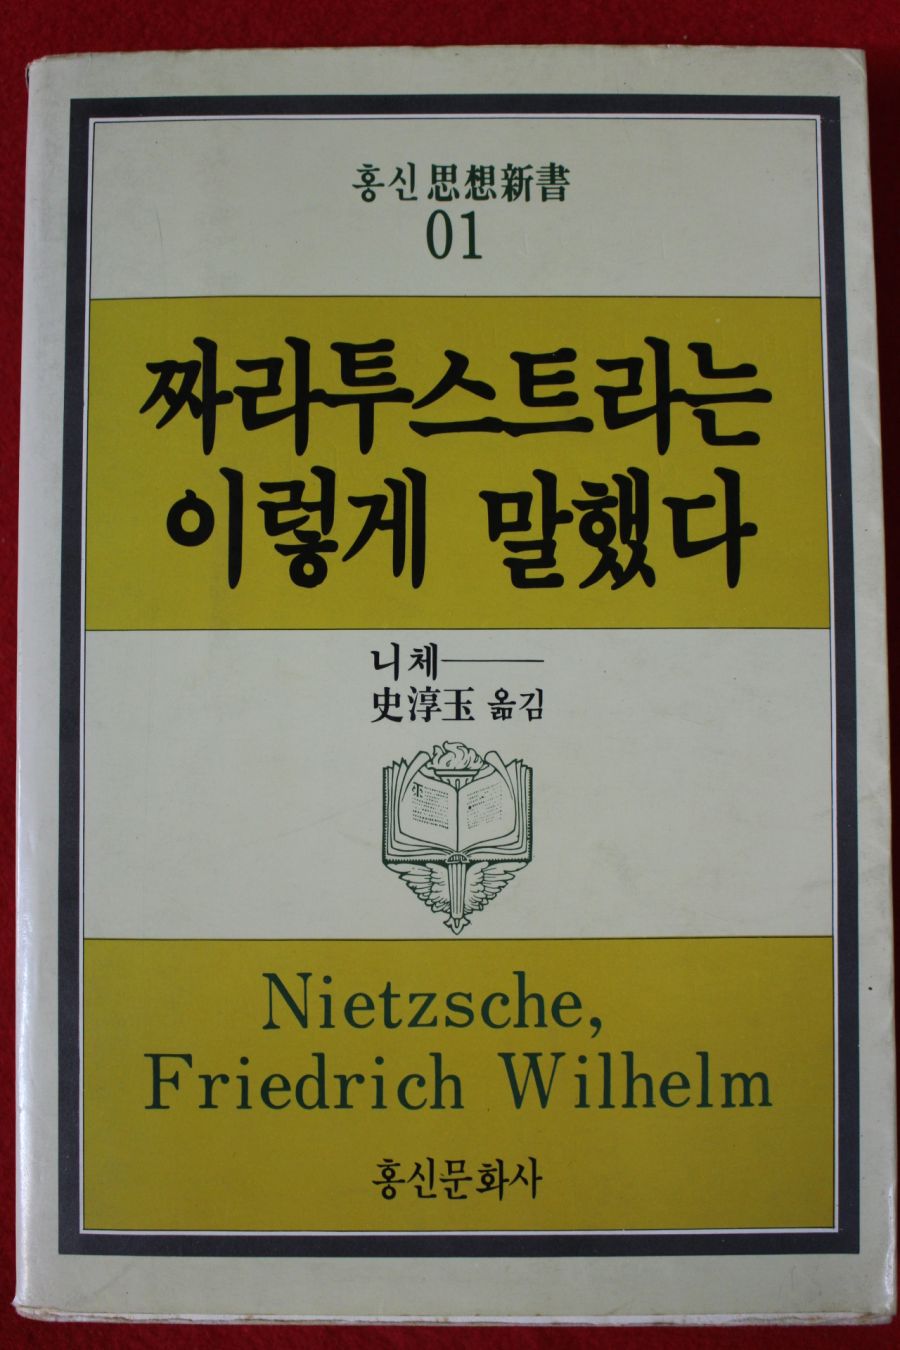 홍신 思想新書
01
짜라투스트라는
이렇게 말했다
니체
史淳玉 옮김
Nietzsche,
Friedrich Wilhelm
홍신문화사